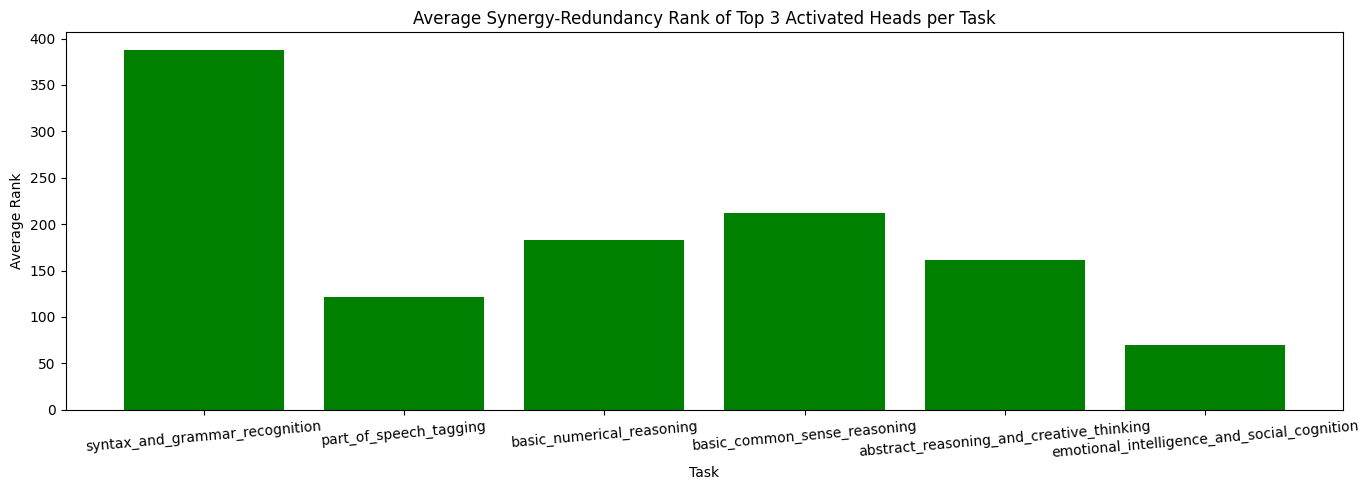 Average Synergy-Redundancy Rank of Top 3 Activated Heads per Task
400
350
300
250
200
150
100
50
0
Average Rank
syntax_and_grammar_recognition
part_of_speech_tagging
basic_numerical_reasoning
basic_common_sense_reasoning
abstract_reasoning_and_creative_thinking
emotional_intelligence_and_social_cognition
Task